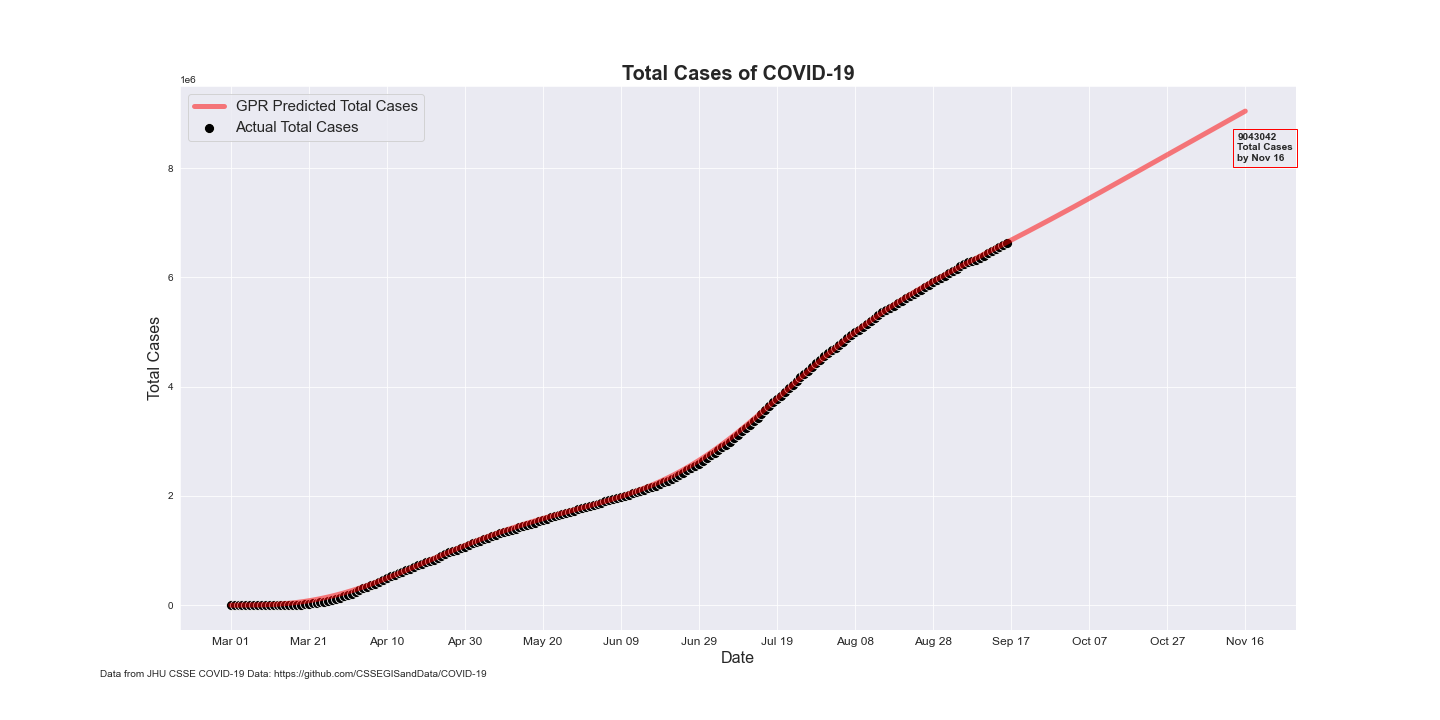 Total Cases of COVID-19
1e6
GPR Predicted Total Cases
Actual Total Cases
9043042
Total Cases
by Nov 16
8
6
4
2
0
Total Cases
Mar 01 Mar 21 Apr 10 Apr 30 May 20 Jun 09 Jun 29 Jul 19 Aug 08 Aug 28 Sep 17 Oct 07 Oct 27 Nov 16
Date
Data from JHU CSSE COVID-19 Data: https://github.com/CSSEGISandData/COVID-19